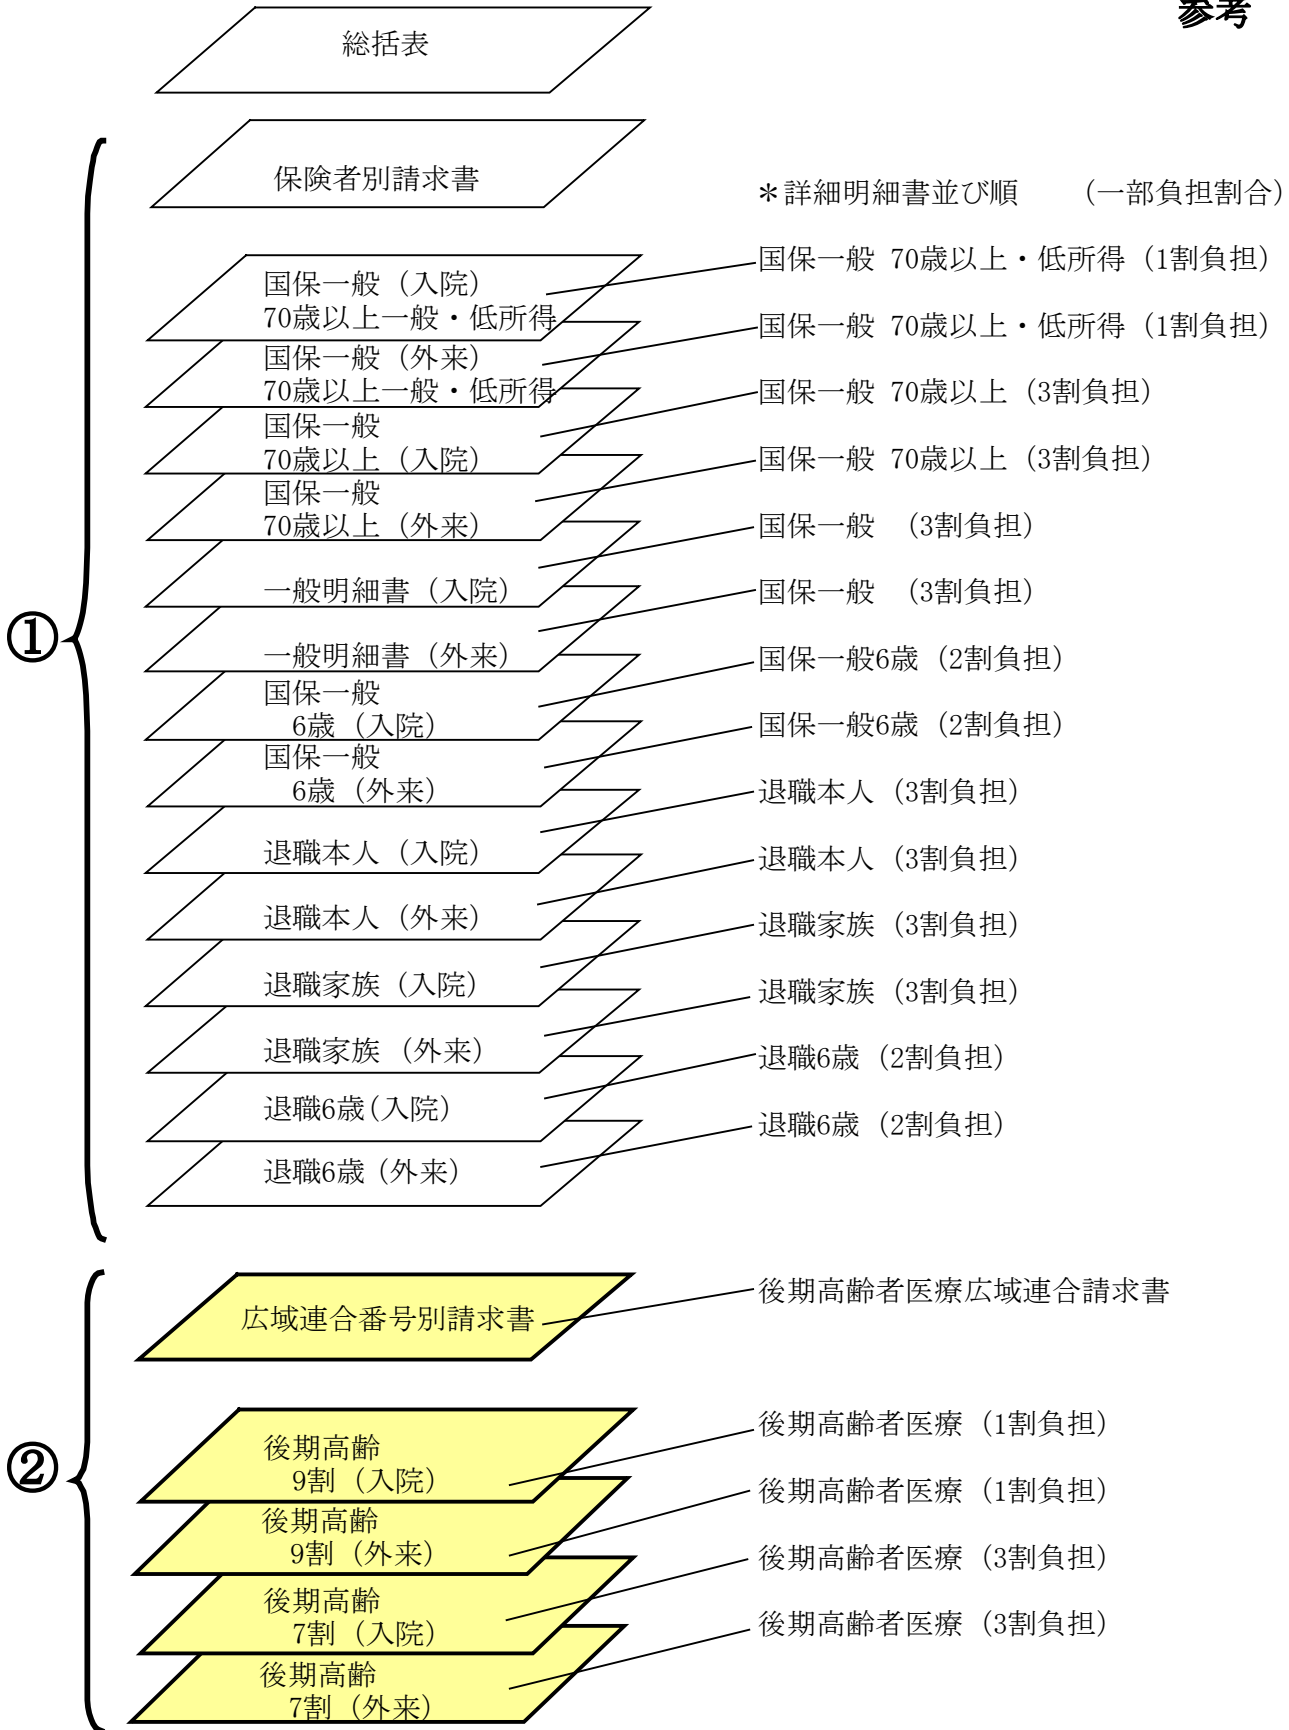 参考
総括表
①
保険者別請求書
＊詳細明細書並び順　　（一部負担割合）
国保一般（入院）
70歳以上一般・低所得
国保一般 70歳以上・低所得（1割負担）
国保一般（外来）
70歳以上一般・低所得
国保一般 70歳以上・低所得（1割負担）
国保一般
70歳以上（入院）
国保一般 70歳以上（3割負担）
国保一般
70歳以上（外来）
国保一般 70歳以上（3割負担）
一般明細書（入院）
国保一般 （3割負担）
一般明細書（外来）
国保一般 （3割負担）
国保一般
6歳（入院）
国保一般6歳（2割負担）
国保一般
6歳（外来）
国保一般6歳（2割負担）
退職本人（入院）
退職本人（3割負担）
退職本人（外来）
退職本人（3割負担）
退職家族（入院）
退職家族（3割負担）
退職家族（外来）
退職家族（3割負担）
退職6歳（入院）
退職6歳（2割負担）
退職6歳（外来）
退職6歳（2割負担）
②
広域連合番号別請求書
後期高齢者医療広域連合請求書
後期高齢
9割（入院）
後期高齢者医療（1割負担）
後期高齢
9割（外来）
後期高齢者医療（1割負担）
後期高齢
7割（入院）
後期高齢者医療（3割負担）
後期高齢
7割（外来）
後期高齢者医療（3割負担）